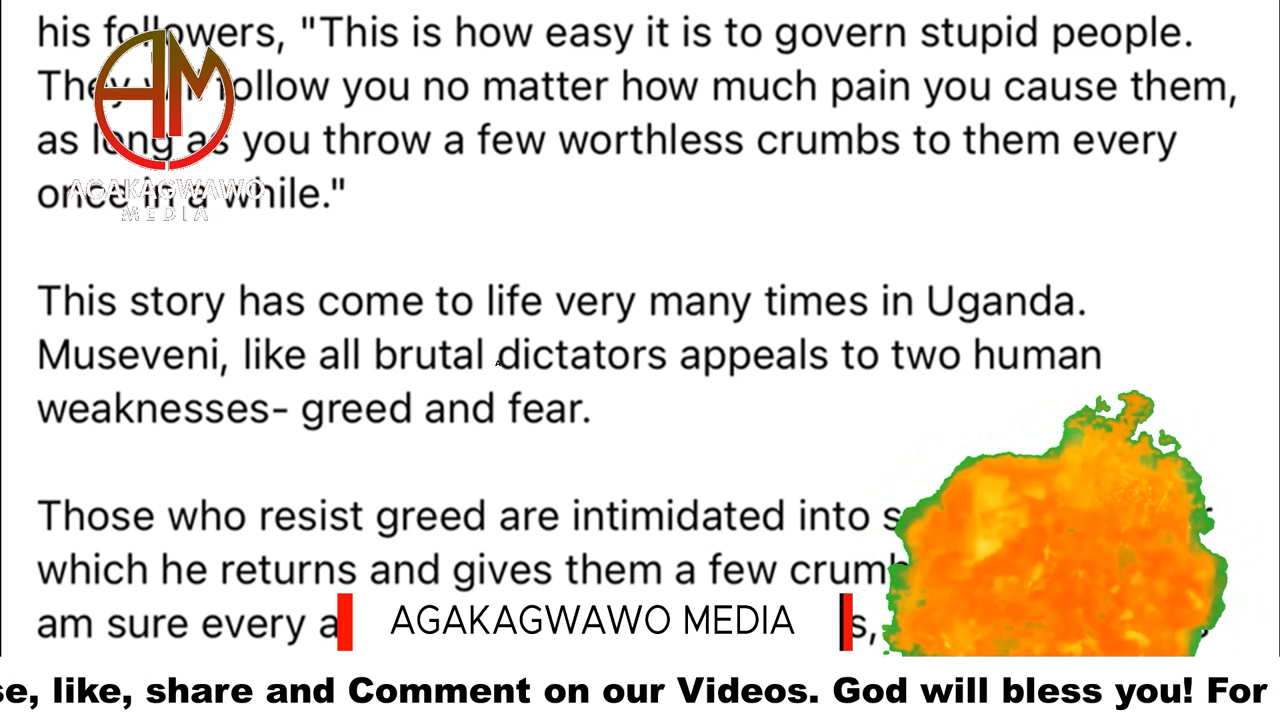 his followers, "This is how easy it is to govern stupid people.
They will follow you no matter how much pain you cause them,
as long as you throw a few worthless crumbs to them every
once in a while."
AM
AGAKAGWAWO
MEDIA
This story has come to life very many times in Uganda.
Museveni, like all brutal dictators appeals to two human
weaknesses- greed and fear.
Those who resist greed are intimidated into
which he returns and gives them a few
am sure every
AGAKAGWAWO MEDIA
like, share and Comment on our Videos. God will bless you! For